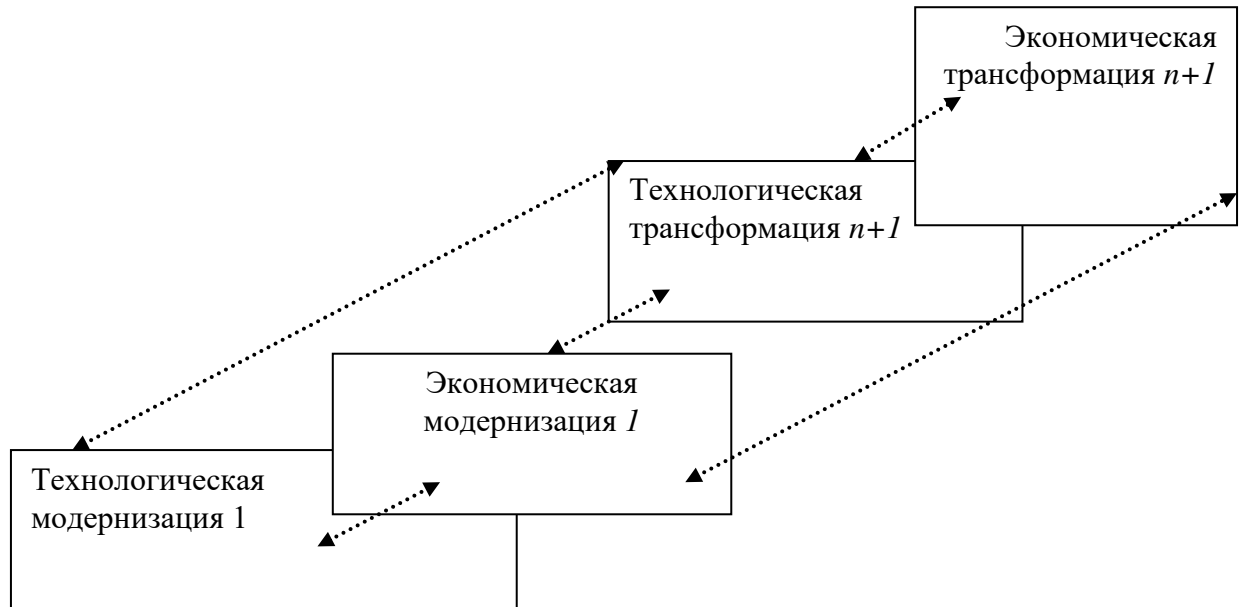 Экономическая
трансформация n+1
Технологическая
трансформация n+1
Экономическая
модернизация 1
Технологическая
модернизация 1